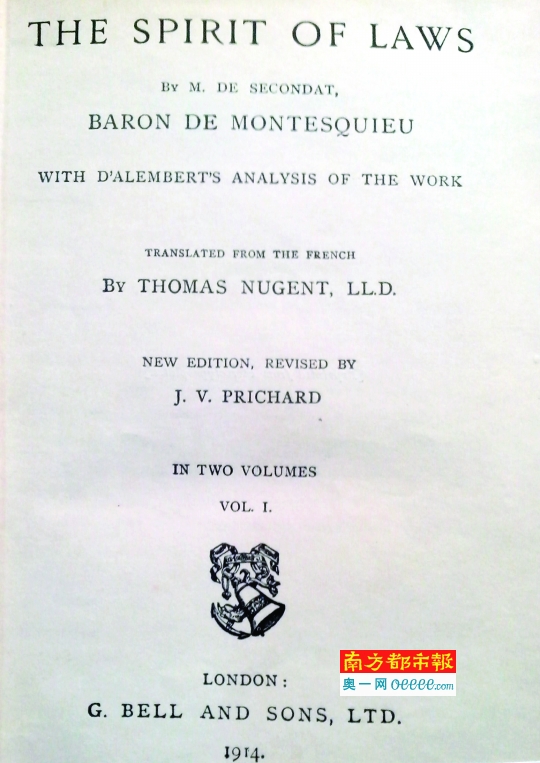 THE SPIRIT OF LAWS
BY M. DE SECONDAT,
BARON DE MONTESQUIEU
WITH D'ALEMBERT'S ANALYSIS OF THE WORK
TRANSLATED FROM THE FRENCH
BY THOMAS NUGENT, LL.D.
NEW EDITION, REVISED BY
J. V. PRICHARD
IN TWO VOLUMES
VOL. I.
南方都市報
奥一网 oeeee.com
LONDON:
G. BELL AND SONS, LTD.
1914.